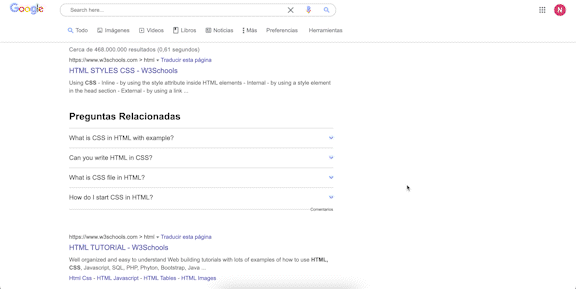 Google
Search here...
N
Todo Imágenes Videos Libros Noticias Más Preferencias Herramientas
Cerca de 468.000.000 resultados (0,61 segundos)
https://www.w3schools.com > html » Traducir esta página
HTML STYLES CSS - W3Schools
Using CSS - Inline - by using the style attribute inside HTML elements - Internal - by using a style element
in the head section - External - by using a link ...
Preguntas Relacionadas
What is CSS in HTML with example?
Can you write HTML in CSS?
What is CSS file in HTML?
How do I start CSS in HTML?
Comentarios
https://www.w3schools.com > html » Traducir esta página
HTML TUTORIAL - W3Schools
Well organized and easy to understand Web building tutorials with lots of examples of how to use HTML,
CSS, Javascript, SQL, PHP, Phyton, Bootstrap, Java ...
Html Css - HTML Javascript - HTML Tables - HTML Images